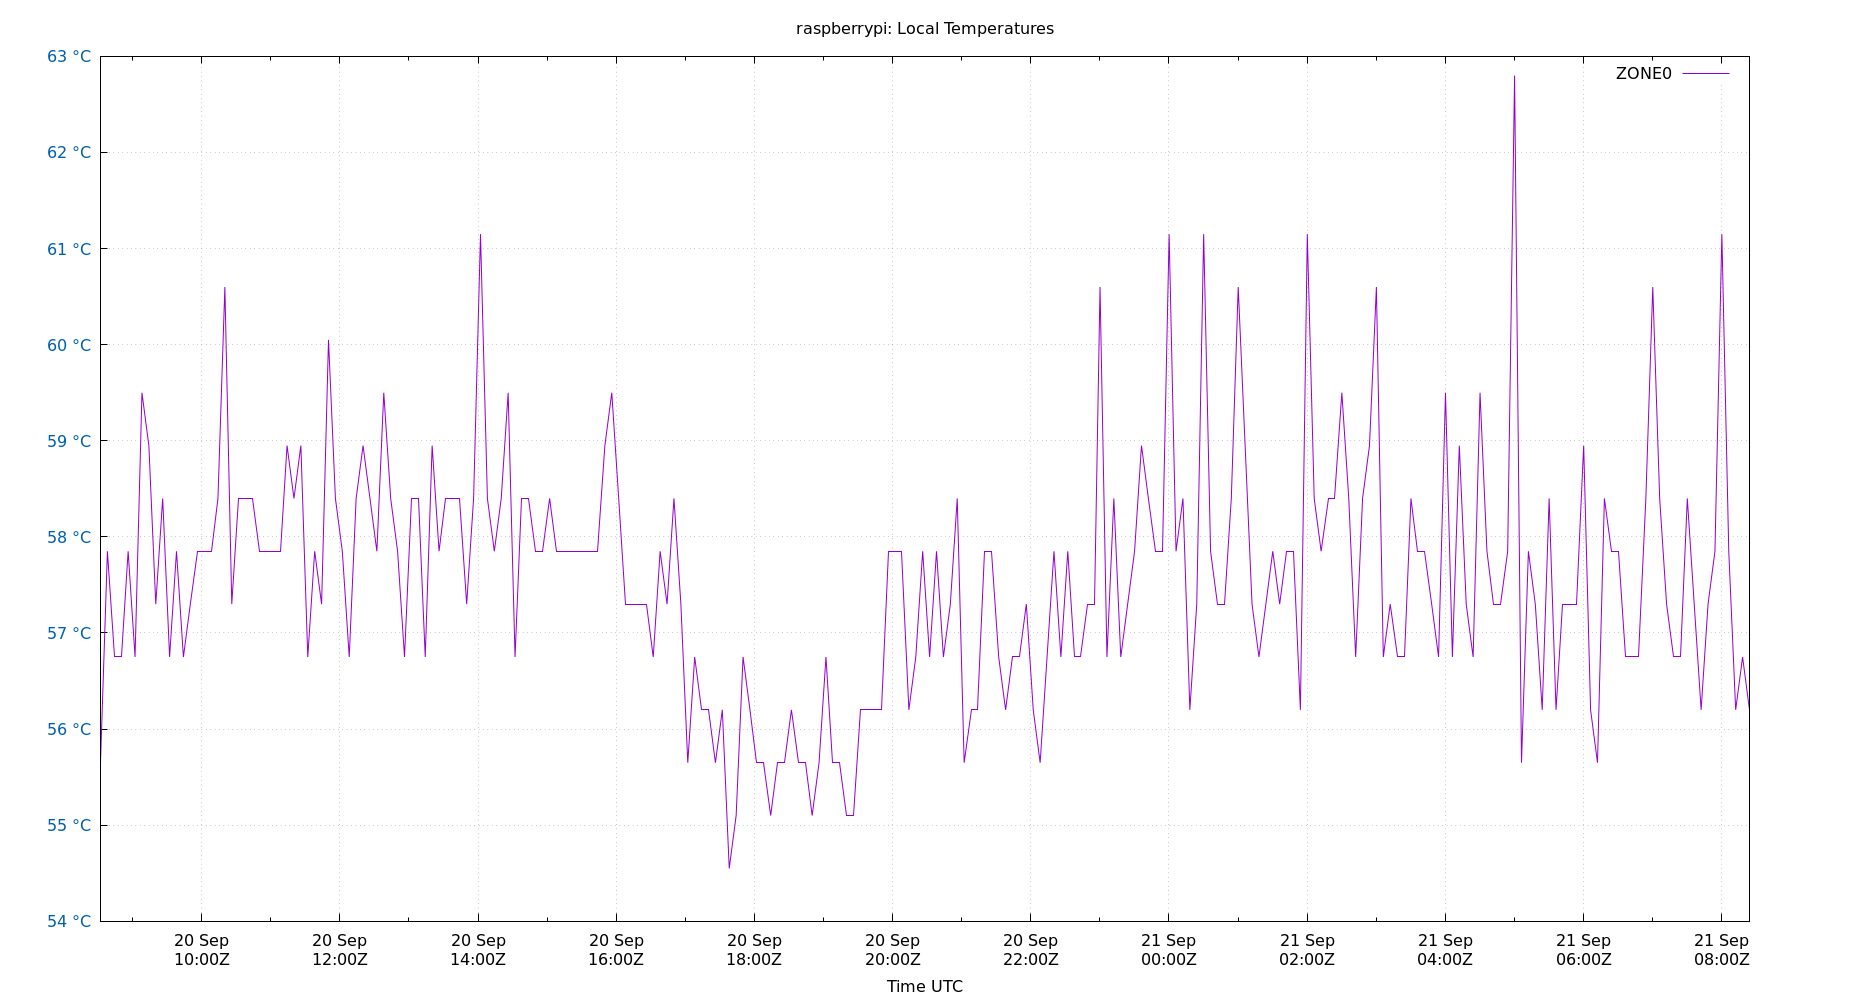 raspberrypi: Local Temperatures
63 °C
ZONE0
62 °C
61 °C
60 °C
59 °C
58 °C
57 °C
56 °C
55 °C
54 °C
20 Sep 20 Sep 20 Sep 20 Sep 20 Sep 20 Sep 20 Sep 21 Sep 21 Sep 21 Sep 21 Sep 21 Sep
10:00Z 12:00Z 14:00Z 16:00Z 18:00Z 20:00Z 22:00Z 00:00Z 02:00Z 04:00Z 06:00Z 08:00Z
Time UTC